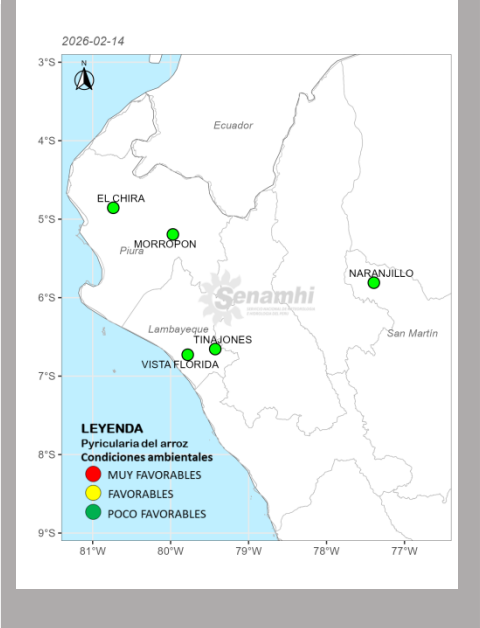 2026-02-14
N
3°S
4°S
5°S
6°S
7°S
8°S
9°S
Ecuador
EL CHIRA
MORROPON
Piura
NARANJILLO
Senamhi
Lambayeque
San Martín
TINAJONES
VISTA FLORIDA
LEYENDA
Pyricularia del arroz
Condiciones ambientales
MUY FAVORABLES
FAVORABLES
POCO FAVORABLES
81°W
80°W
79°W
78°W
77°W